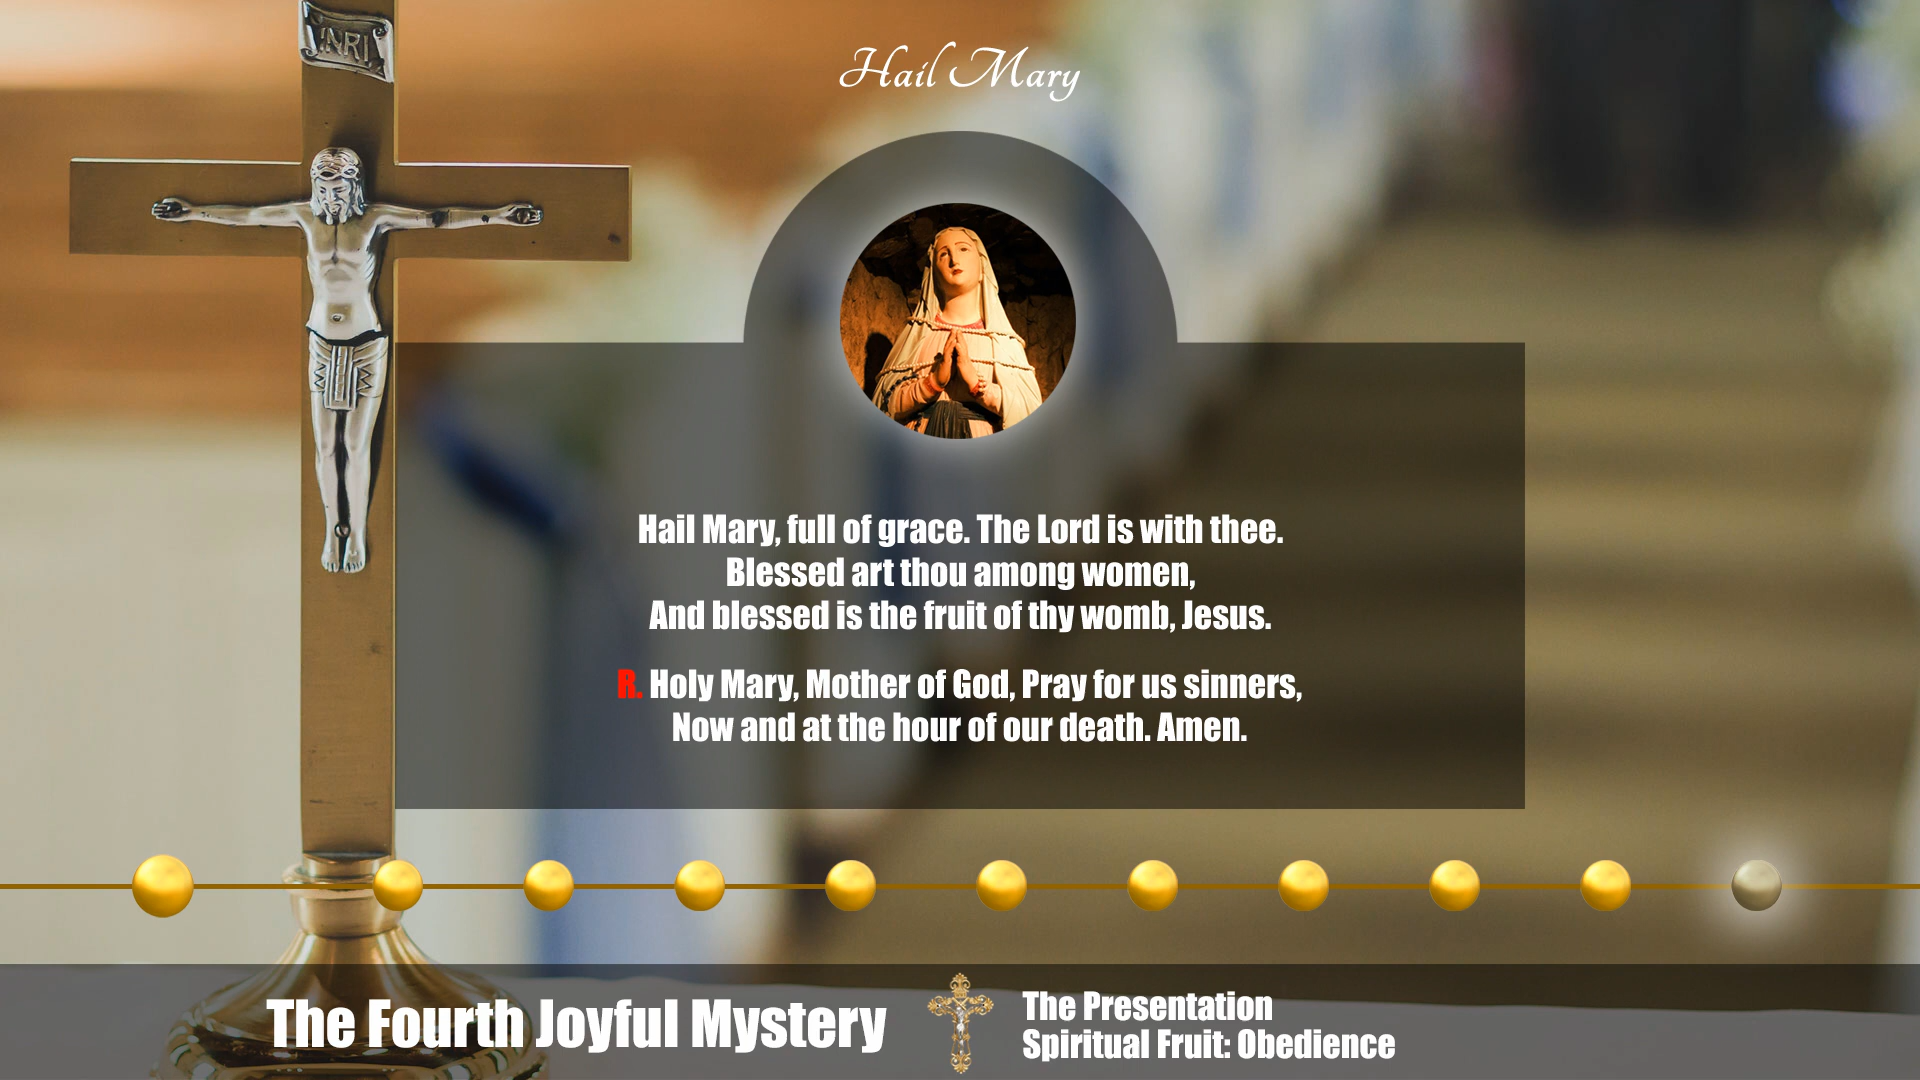 INRI
Hail Mary
Hail Mary, full of grace. The Lord is with thee.
Blessed art thou among women,
And blessed is the fruit of thy womb, Jesus.
R. Holy Mary, Mother of God, Pray for us sinners,
Now and at the hour of our death. Amen.
The Fourth Joyful Mystery
The Presentation
Spiritual Fruit: Obedience